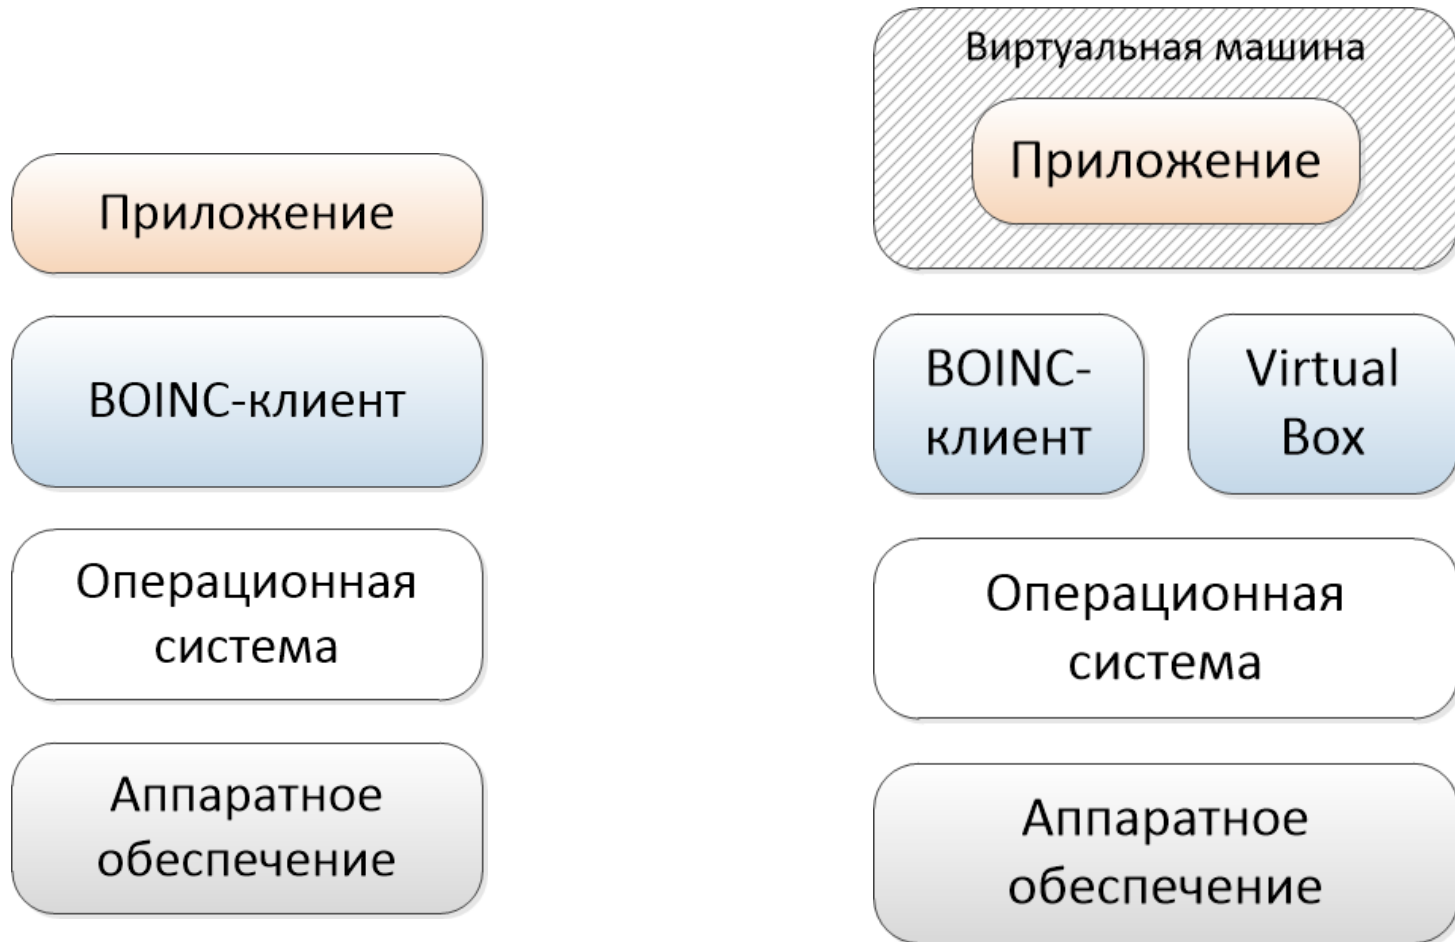 Приложение
BOINC-клиент
Операционная
система
Аппаратное
обеспечение
Виртуальная машина
Приложение
BOINC-
клиент
Virtual
Box
Операционная
система
Аппаратное
обеспечение